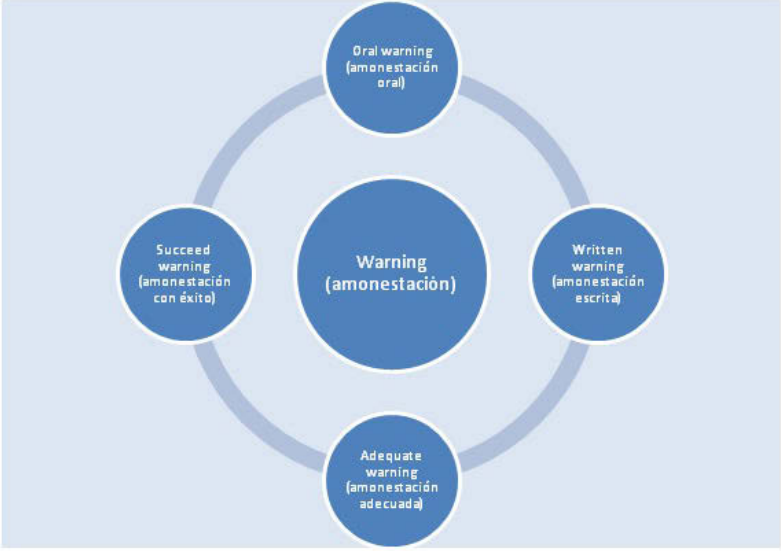 Oral warning
(amonestación
oral)
Succeed
warning
(amonestación
con éxito)
Warning
(amonestación)
Written
warning
(amonestación
escrita)
Adequate
warning
(amonestación
adecuada)